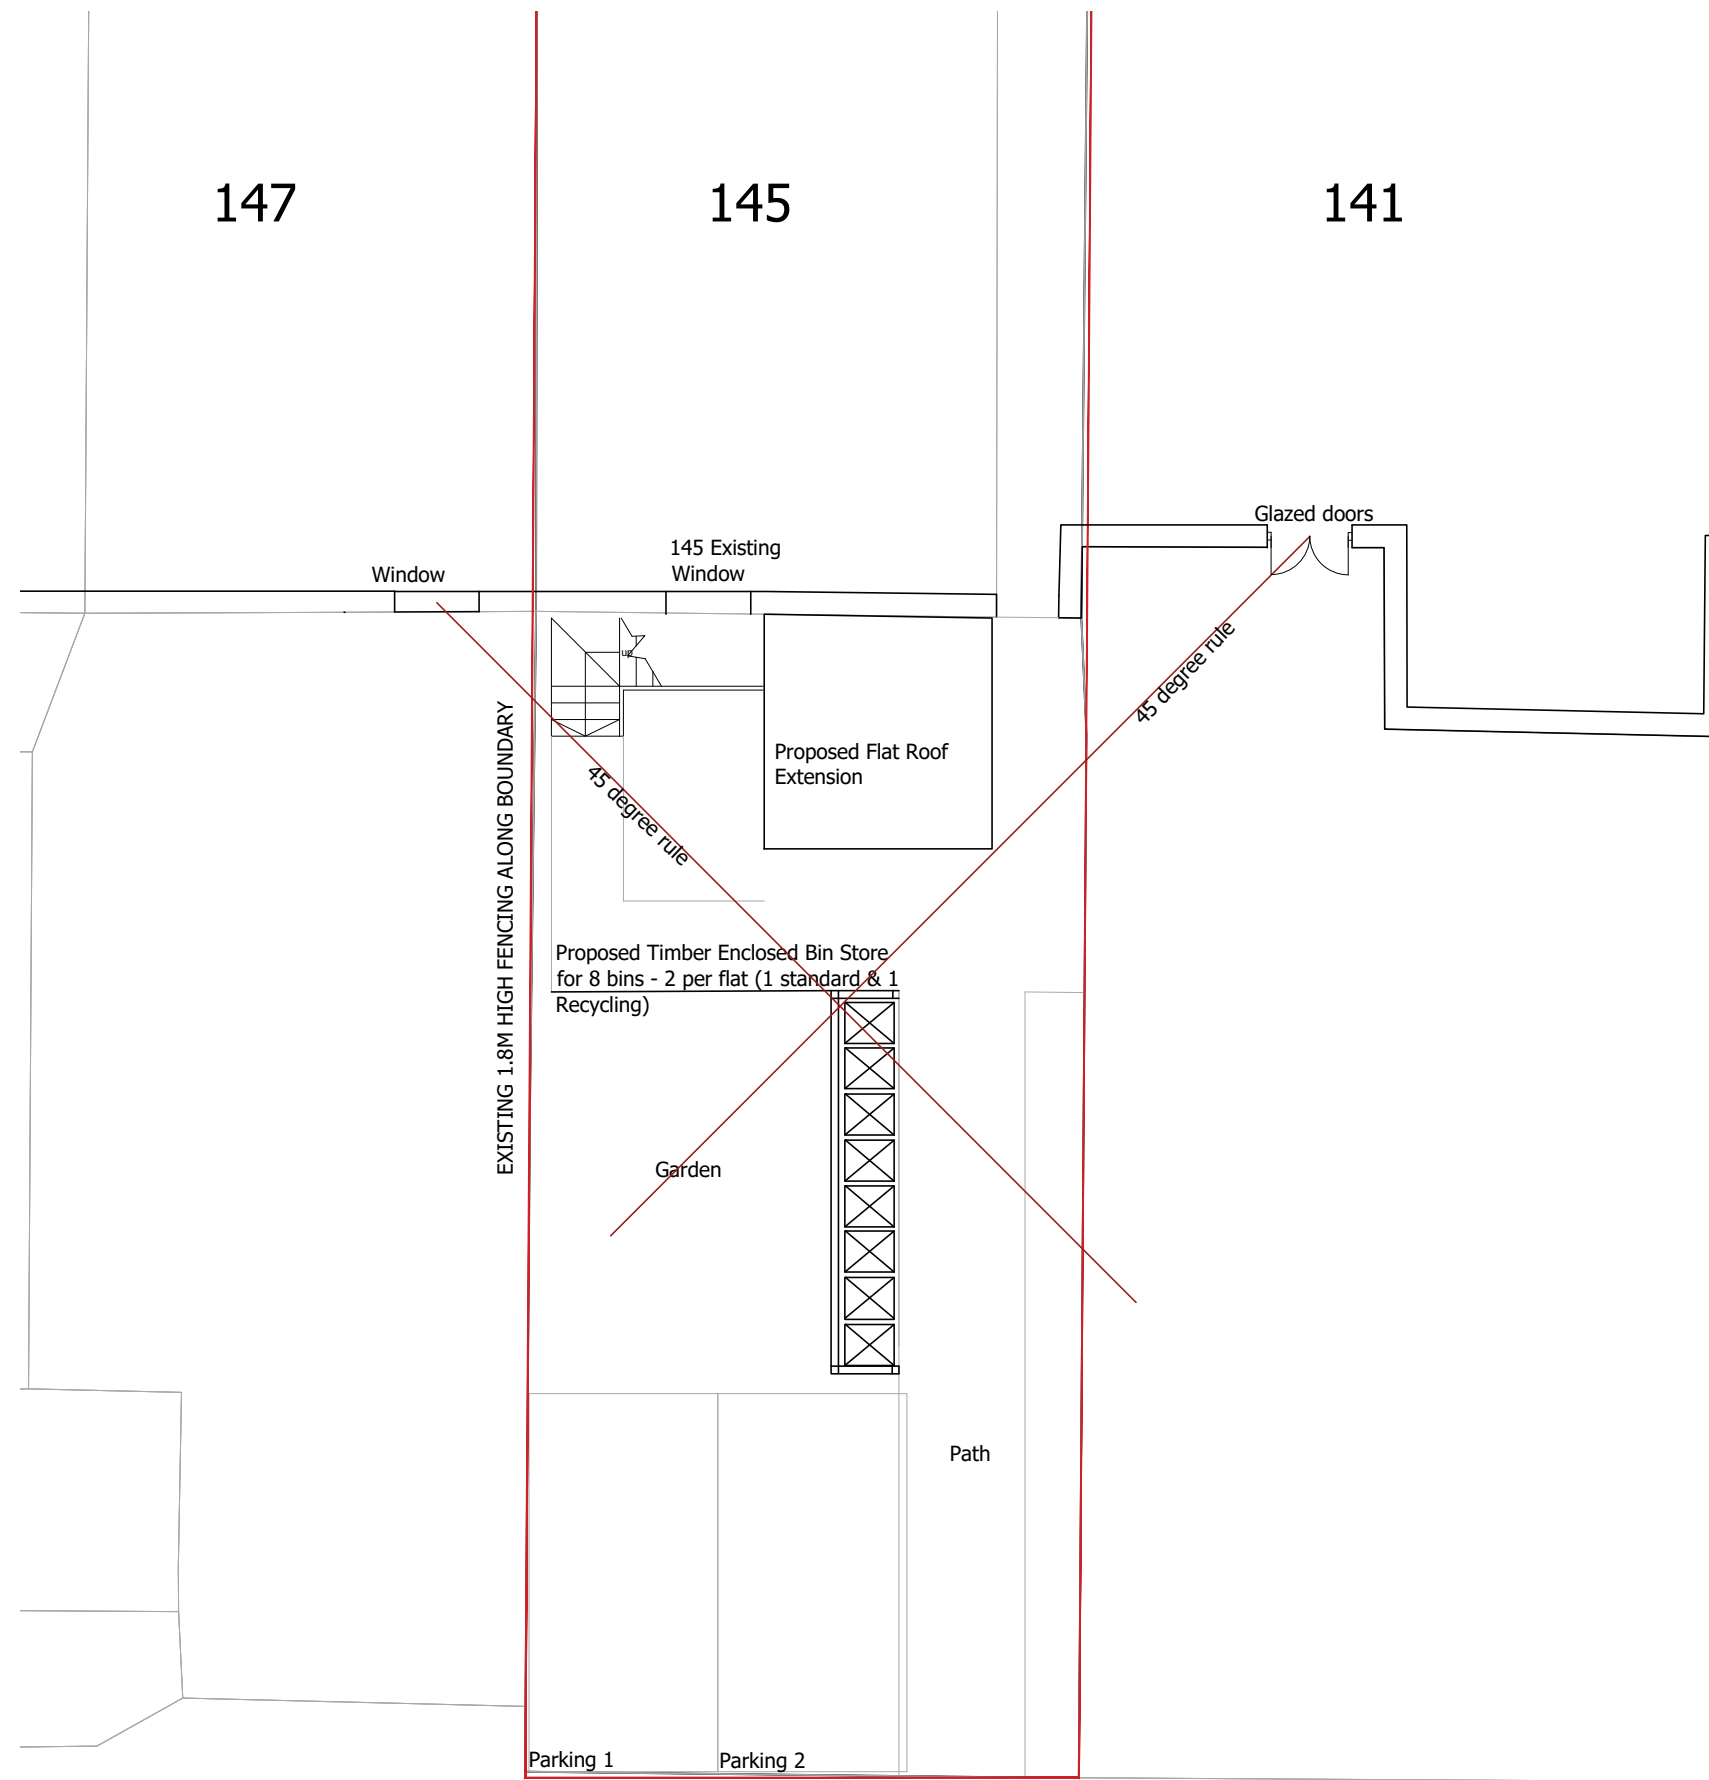 147
145
141
Glazed doors
145 Existing
Window
Window
up
45 degree rule
EXISTING 1.8M HIGH FENCING ALONG BOUNDARY
Proposed Flat Roof
Extension
45 degree rule
Proposed Timber Enclosed Bin Store
for 8 bins - 2 per flat (1 standard & 1
Recycling)
Garden
Path
Parking 1
Parking 2